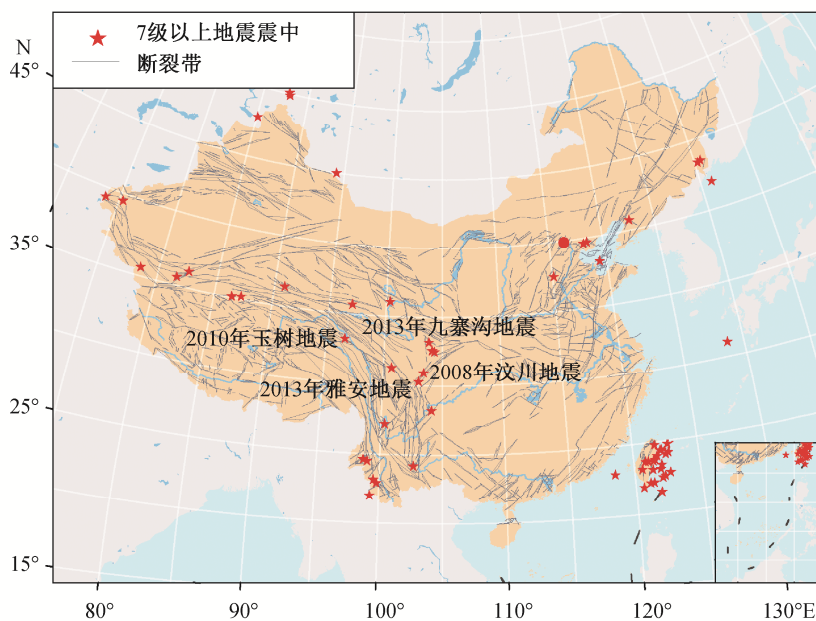 7级以上地震震中
断裂带
N
45°
35°
25°
15°
2013年九寨沟地震
2010年玉树地震
2008年汶川地震
2013年雅安地震
80°
90°
100°
110°
120°
130°E